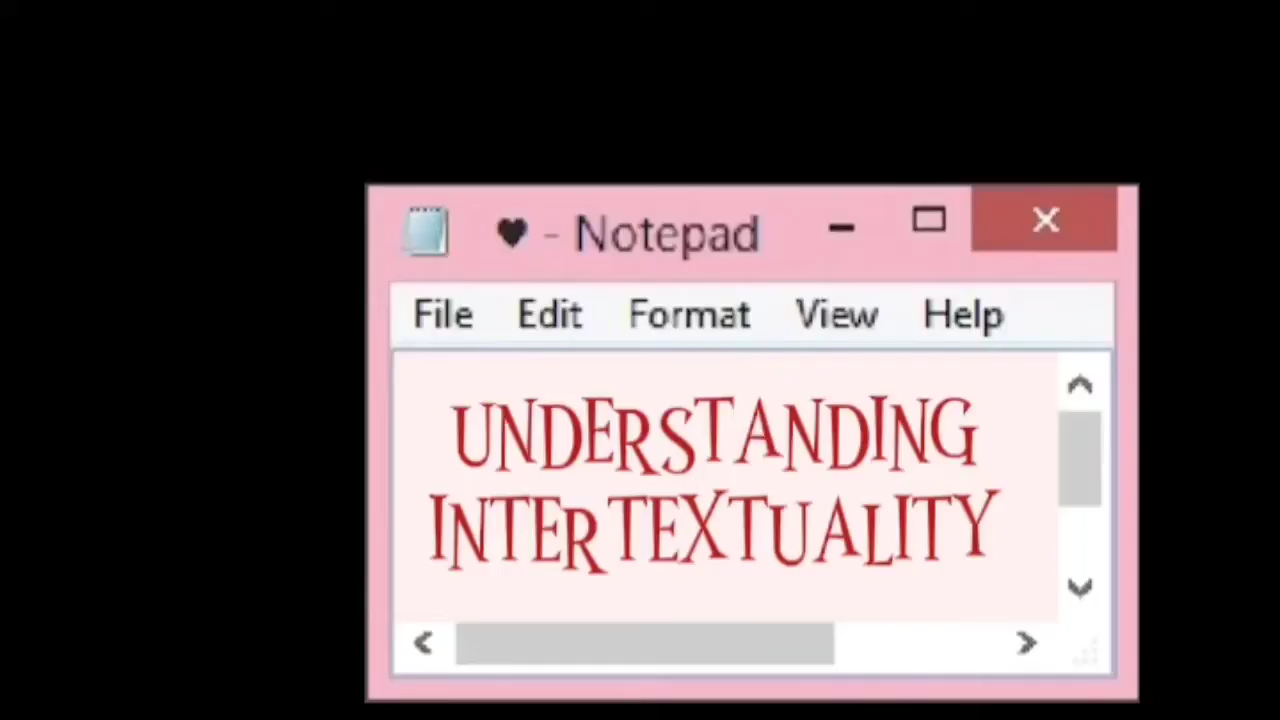 ♥ - Notepad
File Edit Format View Help
UNDERSTANDING
INTERTEXTUALITY